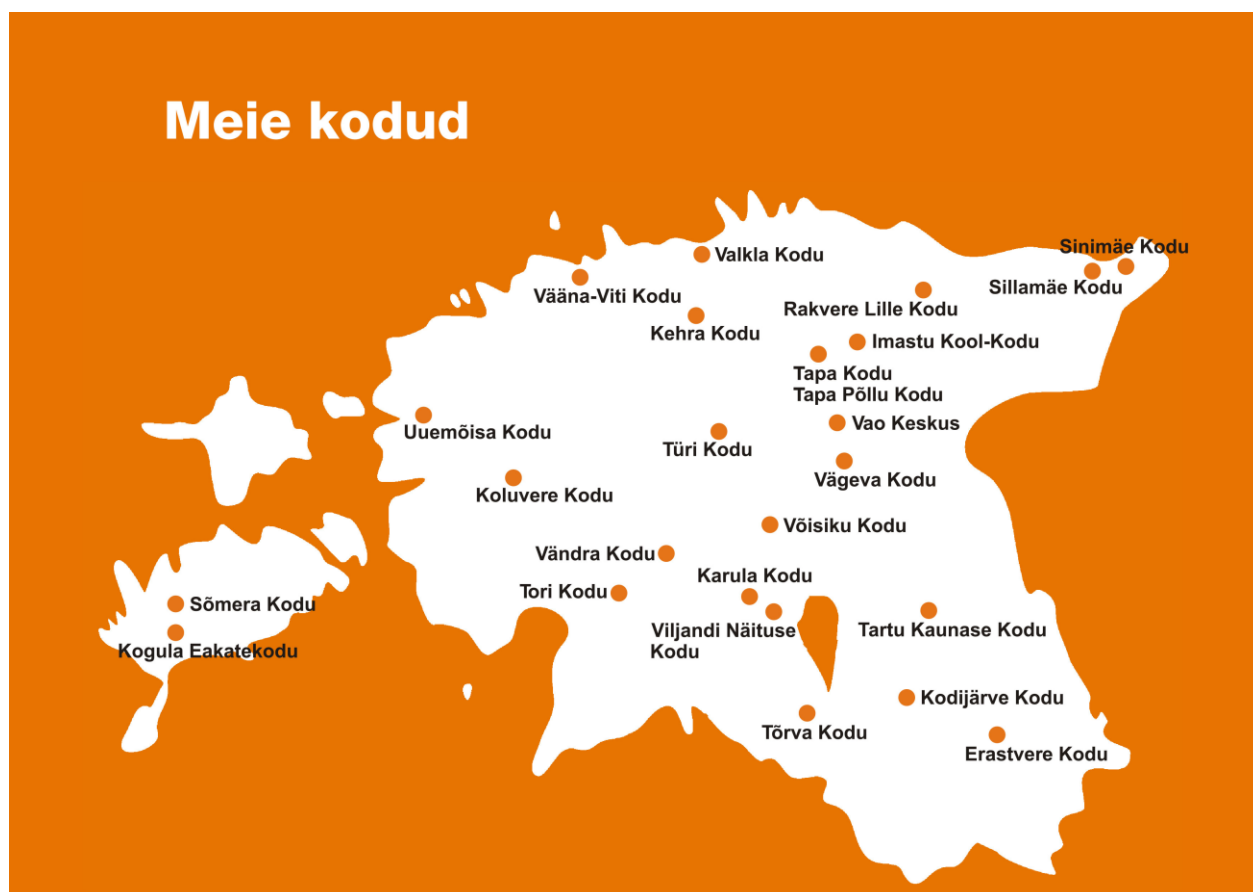 Meie kodud
Sinimäe Kodu
Valkla Kodu
Sillamäe Kodu
Vääna-Viti Kodu
Rakvere Lille Kodu
Kehra Kodu
Imastu Kool-Kodu
Tapa Kodu
Tapa Põllu Kodu
Vao Keskus
Uuemõisa Kodu
Türi Kodu
Vägeva Kodu
Koluvere Kodu
Võisiku Kodu
Vändra Kodu
Karula Kodu
Tori Kodu
Sõmera Kodu
Viljandi Näituse
Kodu
Tartu Kaunase Kodu
Kogula Eakatekodu
Kodijärve Kodu
Tõrva Kodu
Erastvere Kodu